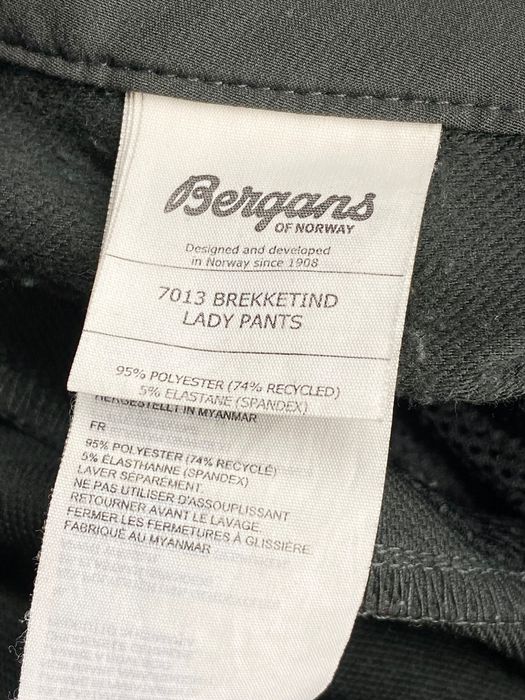 Bergans
OF NORWAY
Designed and developed
in Norway since 1908
7013 BREKKETIND
LADY PANTS
95% POLYESTER (74% RECYCLED)
5% ELASTANE (SPANDEX)
HERGESTELLT IN MYANMAR
FR
95% POLYESTER (74% RECYCLÉ)
5% ÉLASTHANNE (SPANDEX)
LAVER SÉPARÉMENT.
NE PAS UTILISER D'ASSOUPLISSANT
RETOURNER AVANT LE LAVAGE.
FERMER LES FERMETURES À GLISSIÈRE.
FABRIQUÉ AU MYANMAR